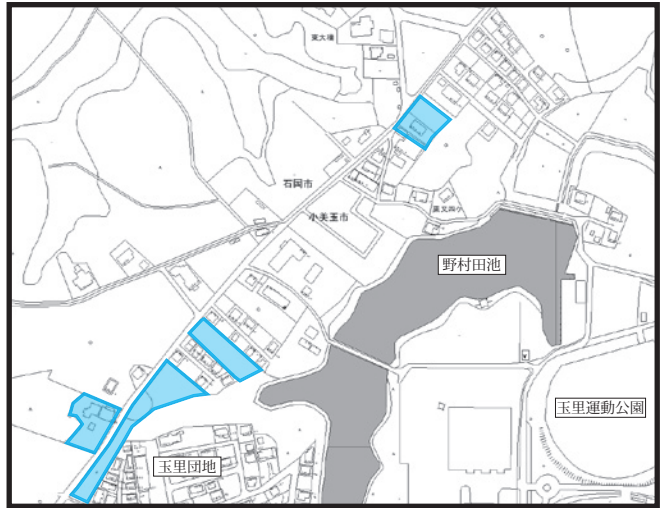 東大場
石岡市
小美玉市
野村田池
玉里運動公園
玉里団地